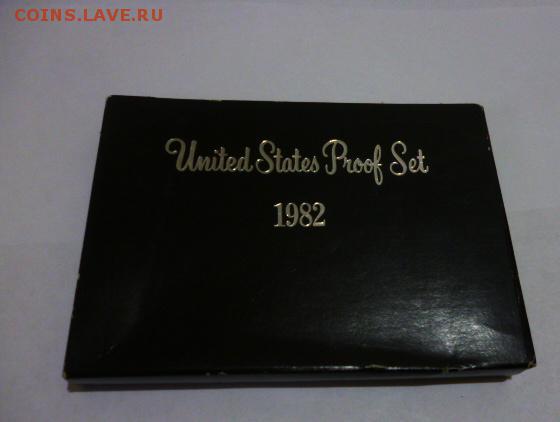 COINS.LAVE.RU
United States Proof Set
1982